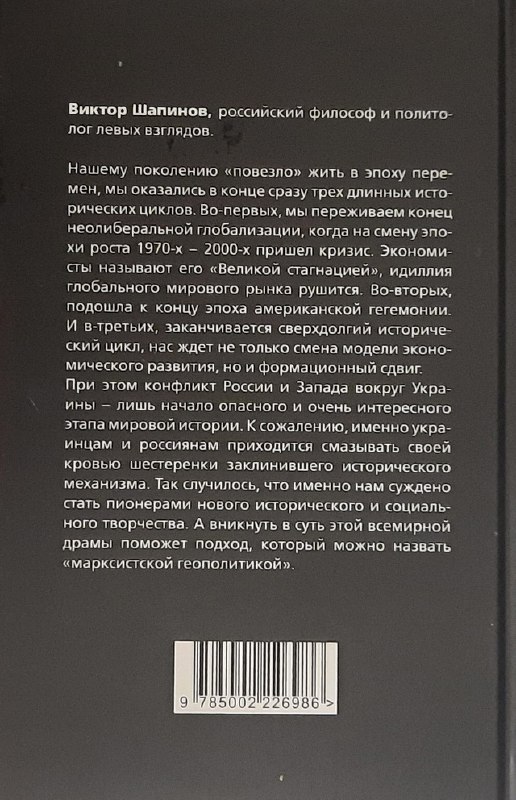 Виктор Шапинов, российский философ и полито-
лог левых взглядов.
Нашему поколению «повезло» жить в эпоху пере-
мен, мы оказались в конце сразу трех длинных исто-
рических циклов. Во-первых, мы переживаем конец
неолиберальной глобализации, когда на смену эпо-
хи роста 1970-х – 2000-х пришел кризис. Экономи-
сты называют его «Великой стагнацией», идиллия
глобального мирового рынка рушится. Во-вторых,
подошла к концу эпоха американской гегемонии.
И в-третьих, заканчивается сверхдолгий историче-
ский цикл, нас ждет не только смена модели эконо-
мического развития, но и формационный сдвиг.
При этом конфликт России и Запада вокруг Укра-
ины – лишь начало опасного и очень интересного
этапа мировой истории. К сожалению, именно укра-
инцам и россиянам приходится смазывать своей
кровью шестеренки заклинившего исторического
механизма. Так случилось, что именно нам суждено
стать пионерами нового исторического и социаль-
ного творчества. А вникнуть в суть этой всемирной
драмы поможет подход, который можно назвать
«марксистской геополитикой».
9 785002 226986 >